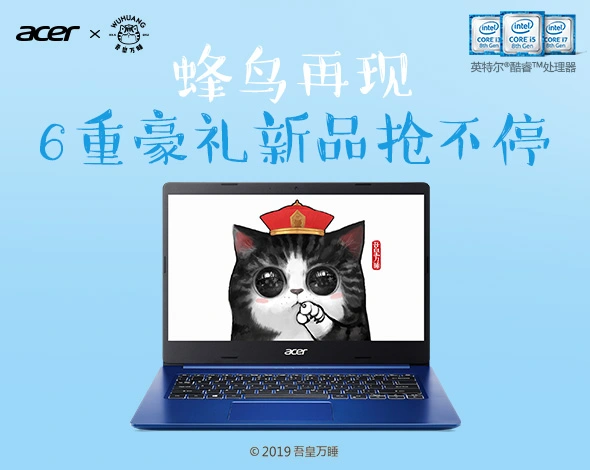 acer × WUHUANG 吾皇万睡
intel intel intel
CORE i3 CORE i5 CORE i7
8th Gen 8th Gen 8th Gen
英特尔®酷睿™处理器
蜂鸟再现
6重豪礼新品抢不停
吾皇万睡
acer
© 2019 吾皇万睡